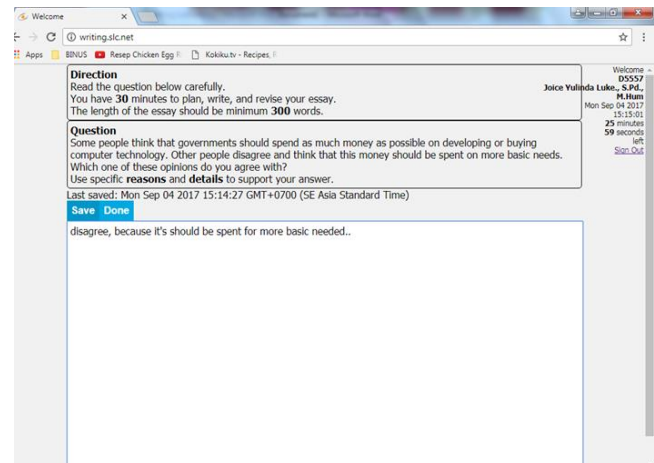 Welcome
writing.slc.net
Apps
BINUS
Resep Chicken Egg
Kokiku.tv - Recipes,
Direction
Read the question below carefully.
You have 30 minutes to plan, write, and revise your essay.
The length of the essay should be minimum 300 words.
Welcome
D5557
Joice Yulinda Luke., S.Pd.,
M.Hum
Mon Sep 04 2017
15:15:01
25 minutes
59 seconds
left
Sign Out
Question
Some people think that governments should spend as much money as possible on developing or buying
computer technology. Other people disagree and think that this money should be spent on more basic needs.
Which one of these opinions do you agree with?
Use specific reasons and details to support your answer.
Last saved: Mon Sep 04 2017 15:14:27 GMT+0700 (SE Asia Standard Time)
Save Done
disagree, because it's should be spent for more basic needed..